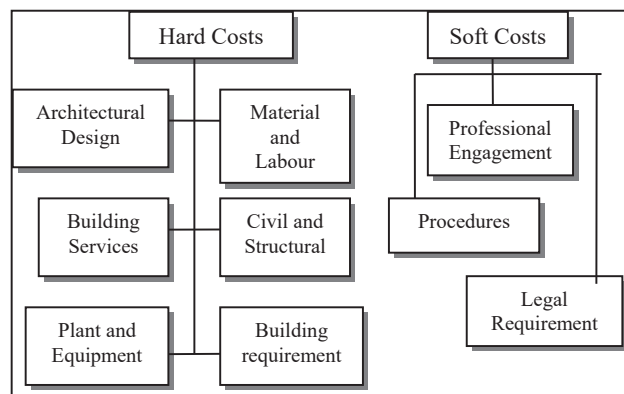 Hard Costs
Soft Costs
Architectural
Design
Material
and
Labour
Professional
Engagement
Building
Services
Civil and
Structural
Procedures
Plant and
Equipment
Building
requirement
Legal
Requirement